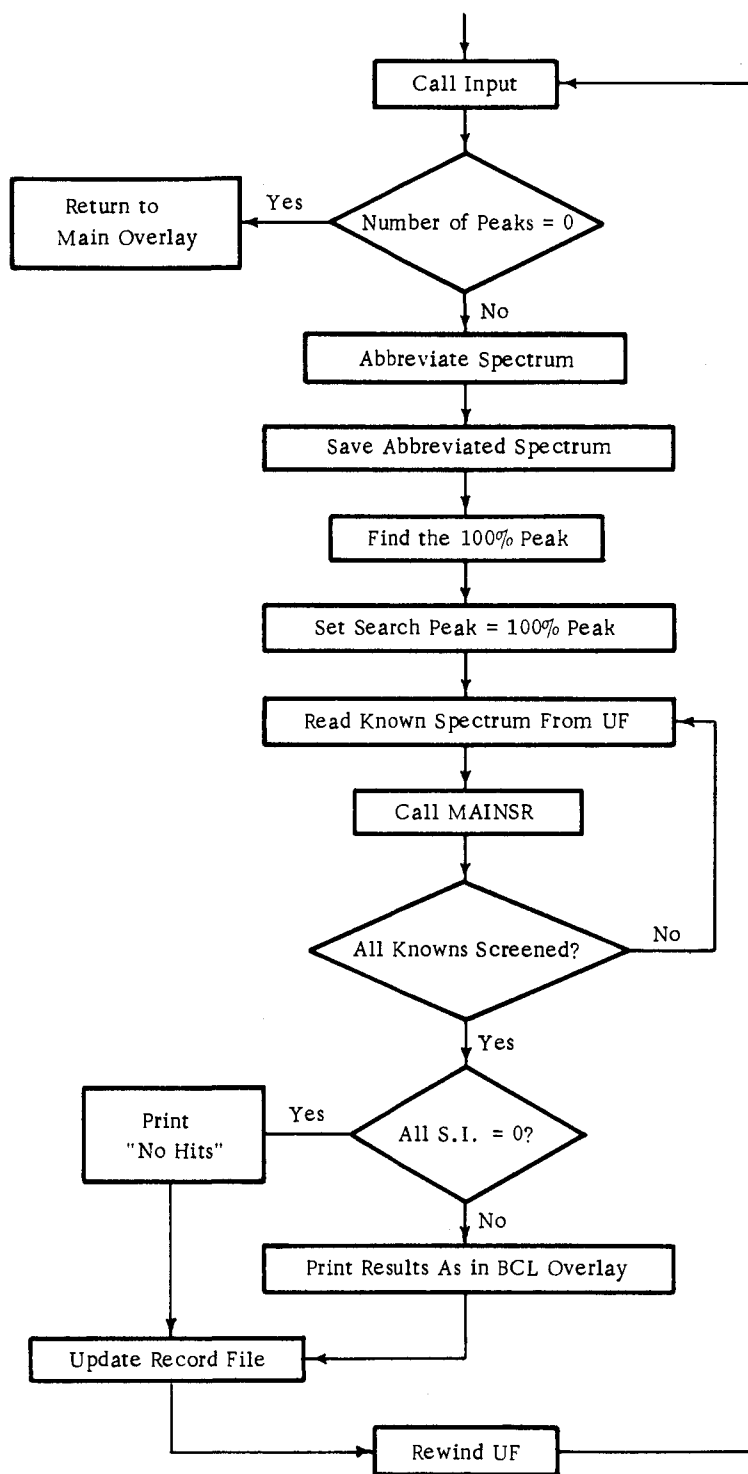 Call Input
Number of Peaks = 0
Yes
Return to
Main Overlay
No
Abbreviate Spectrum
Save Abbreviated Spectrum
Find the 100% Peak
Set Search Peak = 100% Peak
Read Known Spectrum From UF
Call MAINSR
All Knowns Screened?
No
Yes
All S.I. = 0?
Yes
Print
"No Hits"
No
Print Results As in BCL Overlay
Update Record File
Rewind UF